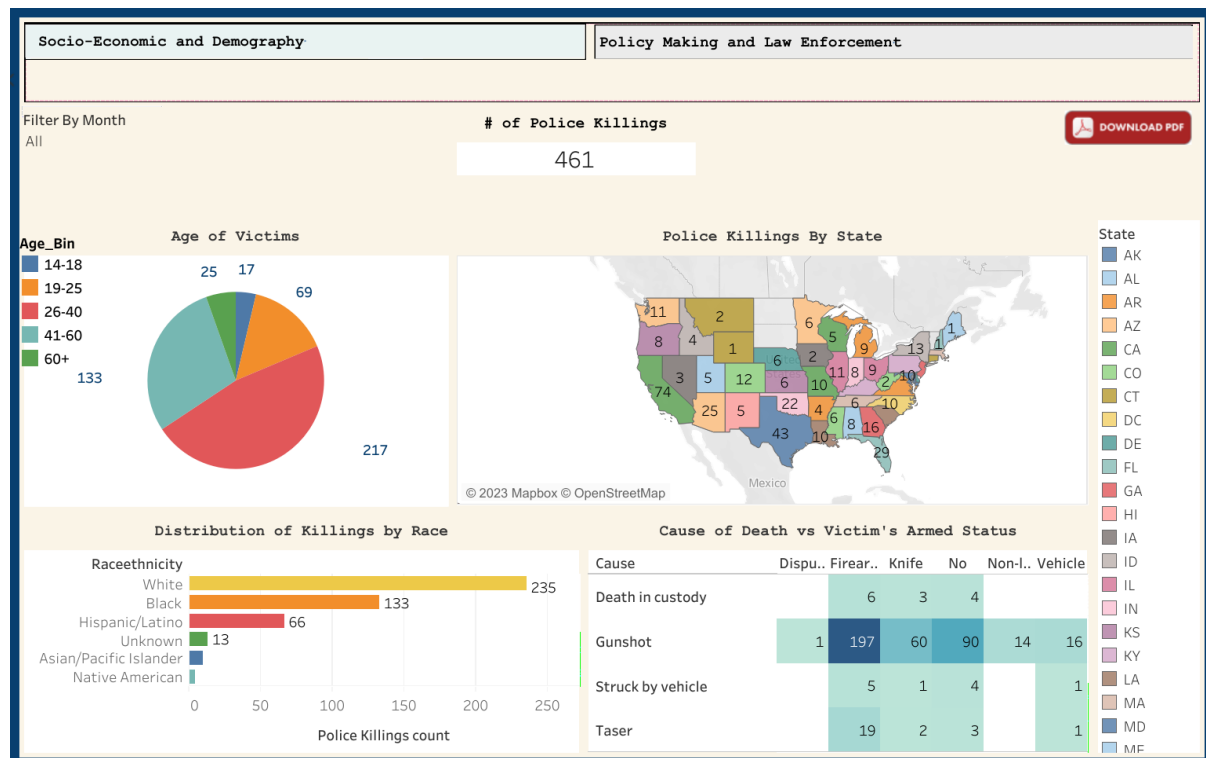 Socio-Economic and Demography
Policy Making and Law Enforcement
Filter By Month
All
# of Police Killings
461
DOWNLOAD PDF
Age_Bin
14-18
19-25
26-40
41-60
60+
Age of Victims
25 17
69
133
217
Police Killings By State
11 2 6 1
8 4 1 5 9 13 1
74 3 5 12 6 6 2 10 11 8 9 2 10
25 5 22 4 6 10
43 10 6 8 16
29
Mexico
© 2023 Mapbox © OpenStreetMap
State
AK
AL
AR
AZ
CA
CO
CT
DC
DE
FL
GA
HI
IA
ID
IL
IN
KS
KY
LA
MA
MD
ME
Distribution of Killings by Race
Raceethnicity
White 235
Black 133
Hispanic/Latino 66
Unknown 13
Asian/Pacific Islander
Native American
0 50 100 150 200 250
Police Killings count
Cause of Death vs Victim's Armed Status
Cause Dispu.. Firear.. Knife No Non-l.. Vehicle
Death in custody 6 3 4
Gunshot 1 197 60 90 14 16
Struck by vehicle 5 1 4 1
Taser 19 2 3 1